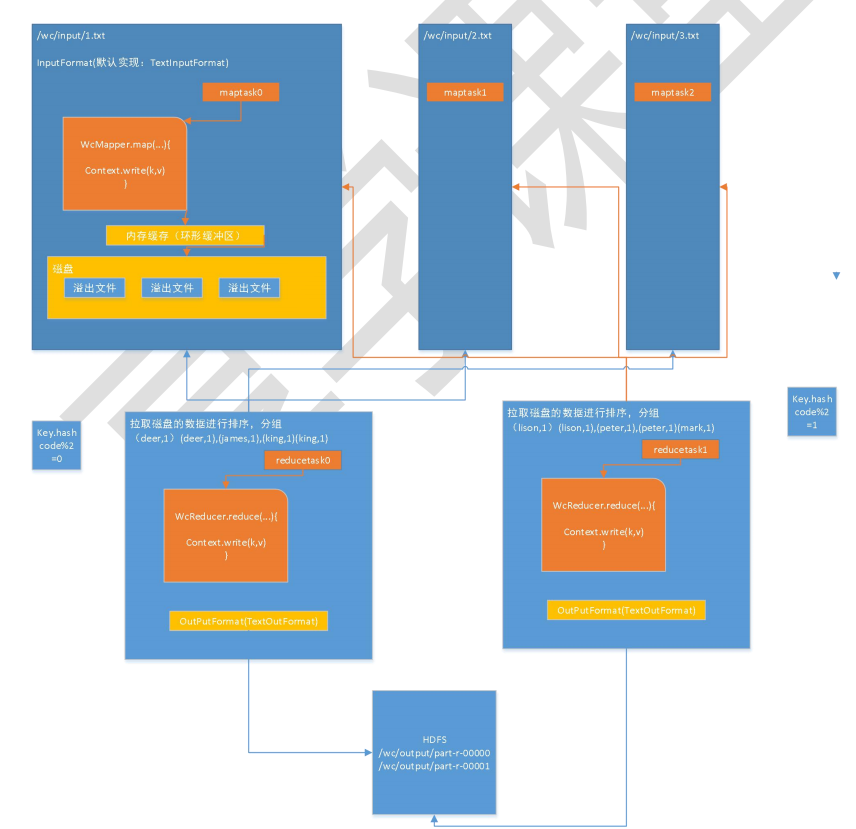 /wc/input/1.txt
InputFormat(默认实现：TextInputFormat)
maptask0
WcMapper.map(...){
Context.write(k,v)
}
内存缓存（环形缓冲区）
磁盘
溢出文件
溢出文件
溢出文件
/wc/input/2.txt
maptask1
/wc/input/3.txt
maptask2
Key.hash
code%2
=0
拉取磁盘的数据进行排序，分组
（deer,1）(deer,1),(james,1),(king,1)(king,1)
reducetask0
WcReducer.reduce(...){
Context.write(k,v)
}
OutPutFormat(TextOutFormat)
拉取磁盘的数据进行排序，分组
（lison,1）(lison,1),(peter,1),(peter,1)(mark,1)
reducetask1
WcReducer.reduce(...){
Context.write(k,v)
}
OutPutFormat(TextOutFormat)
Key.hash
code%2
=1
HDFS
/wc/output/part-r-00000
/wc/output/part-r-00001